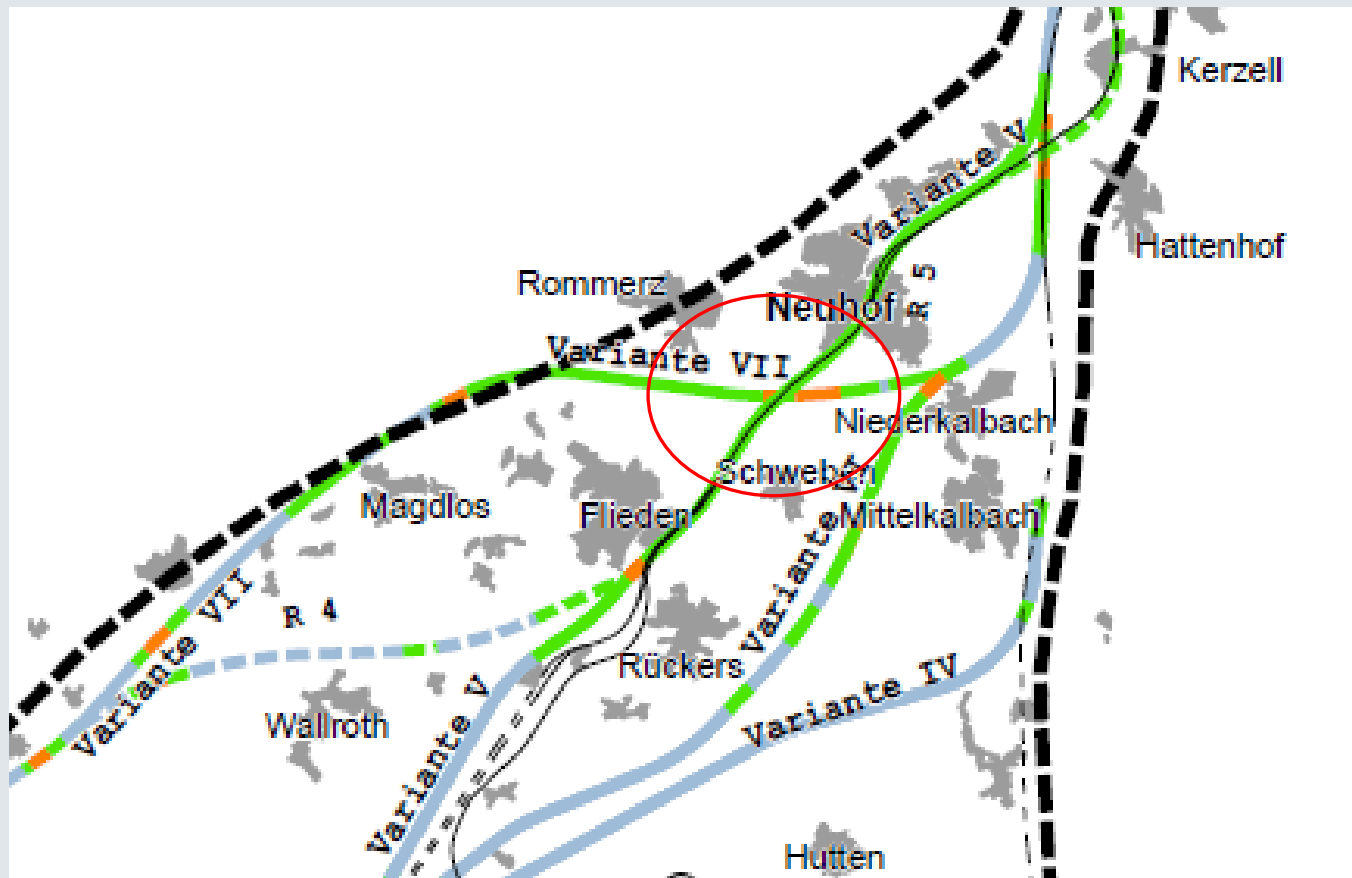 Kerzell
Variante V
Hattenhof
Rommerz
R 5
Neuhof
Variante VII
Niederkalbach
Schweben
Magdlos
Flieden
Mittelkalbach
Variante
Variante VII
R 4
Rückers
Wallroth
Variante IV
Variante V
Hutten